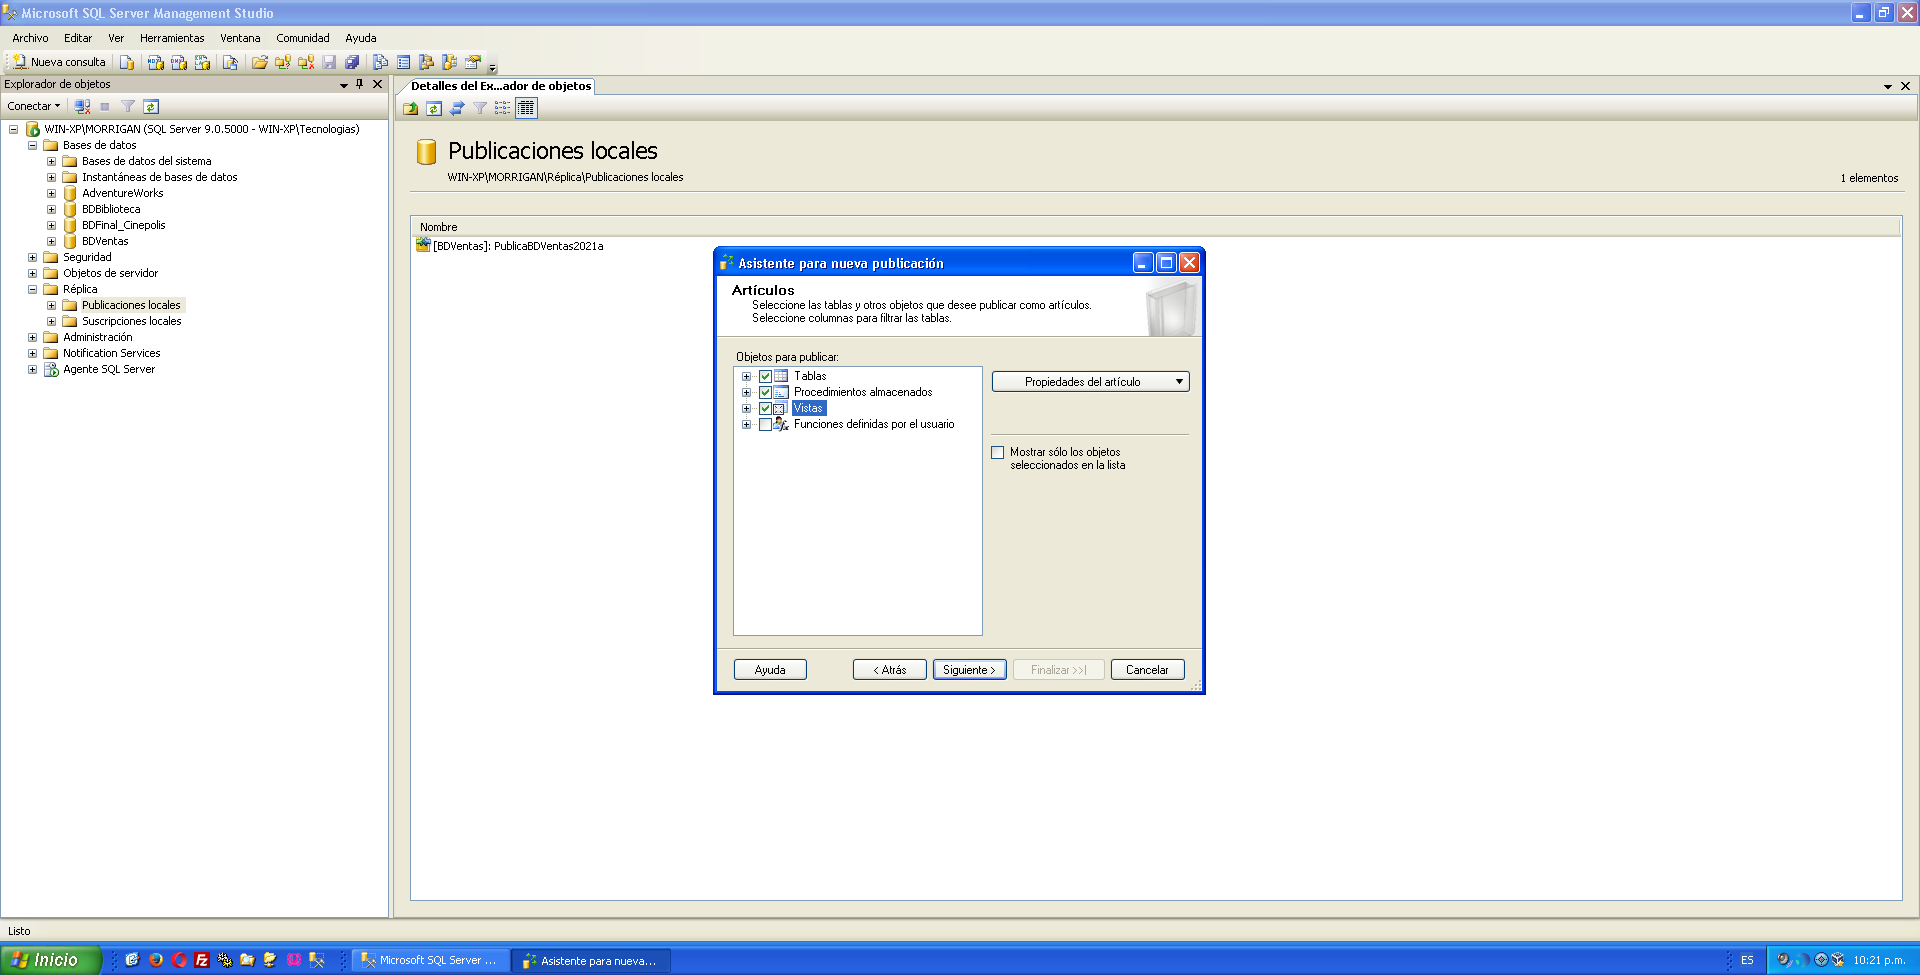 Microsoft SQL Server Management Studio
Archivo Editar Ver Herramientas Ventana Comunidad Ayuda
Nueva consulta
Explorador de objetos
Conectar
WIN-XP\MORRIGAN (SQL Server 9.0.5000 - WIN-XP\Tecnologias)
Bases de datos
Bases de datos del sistema
Instantáneas de bases de datos
AdventureWorks
BDBiblioteca
BDFinal_Cinepolis
BDVentas
Seguridad
Objetos de servidor
Réplica
Publicaciones locales
Suscripciones locales
Administración
Notification Services
Agente SQL Server
Detalles del Ex...ador de objetos
Publicaciones locales
WIN-XP\MORRIGAN\Réplica\Publicaciones locales
1 elementos
Nombre
[BDVentas]: PublicaBDVentas2021a
Asistente para nueva publicación
Artículos
Seleccione las tablas y otros objetos que desee publicar como artículos.
Seleccione columnas para filtrar las tablas.
Objetos para publicar:
Tablas
Procedimientos almacenados
Vistas
Funciones definidas por el usuario
Propiedades del artículo
Mostrar sólo los objetos
seleccionados en la lista
Ayuda < Atrás Siguiente > Finalizar >>| Cancelar
Listo
Inicio Microsoft SQL Server ... Asistente para nueva... ES 10:21 p.m.